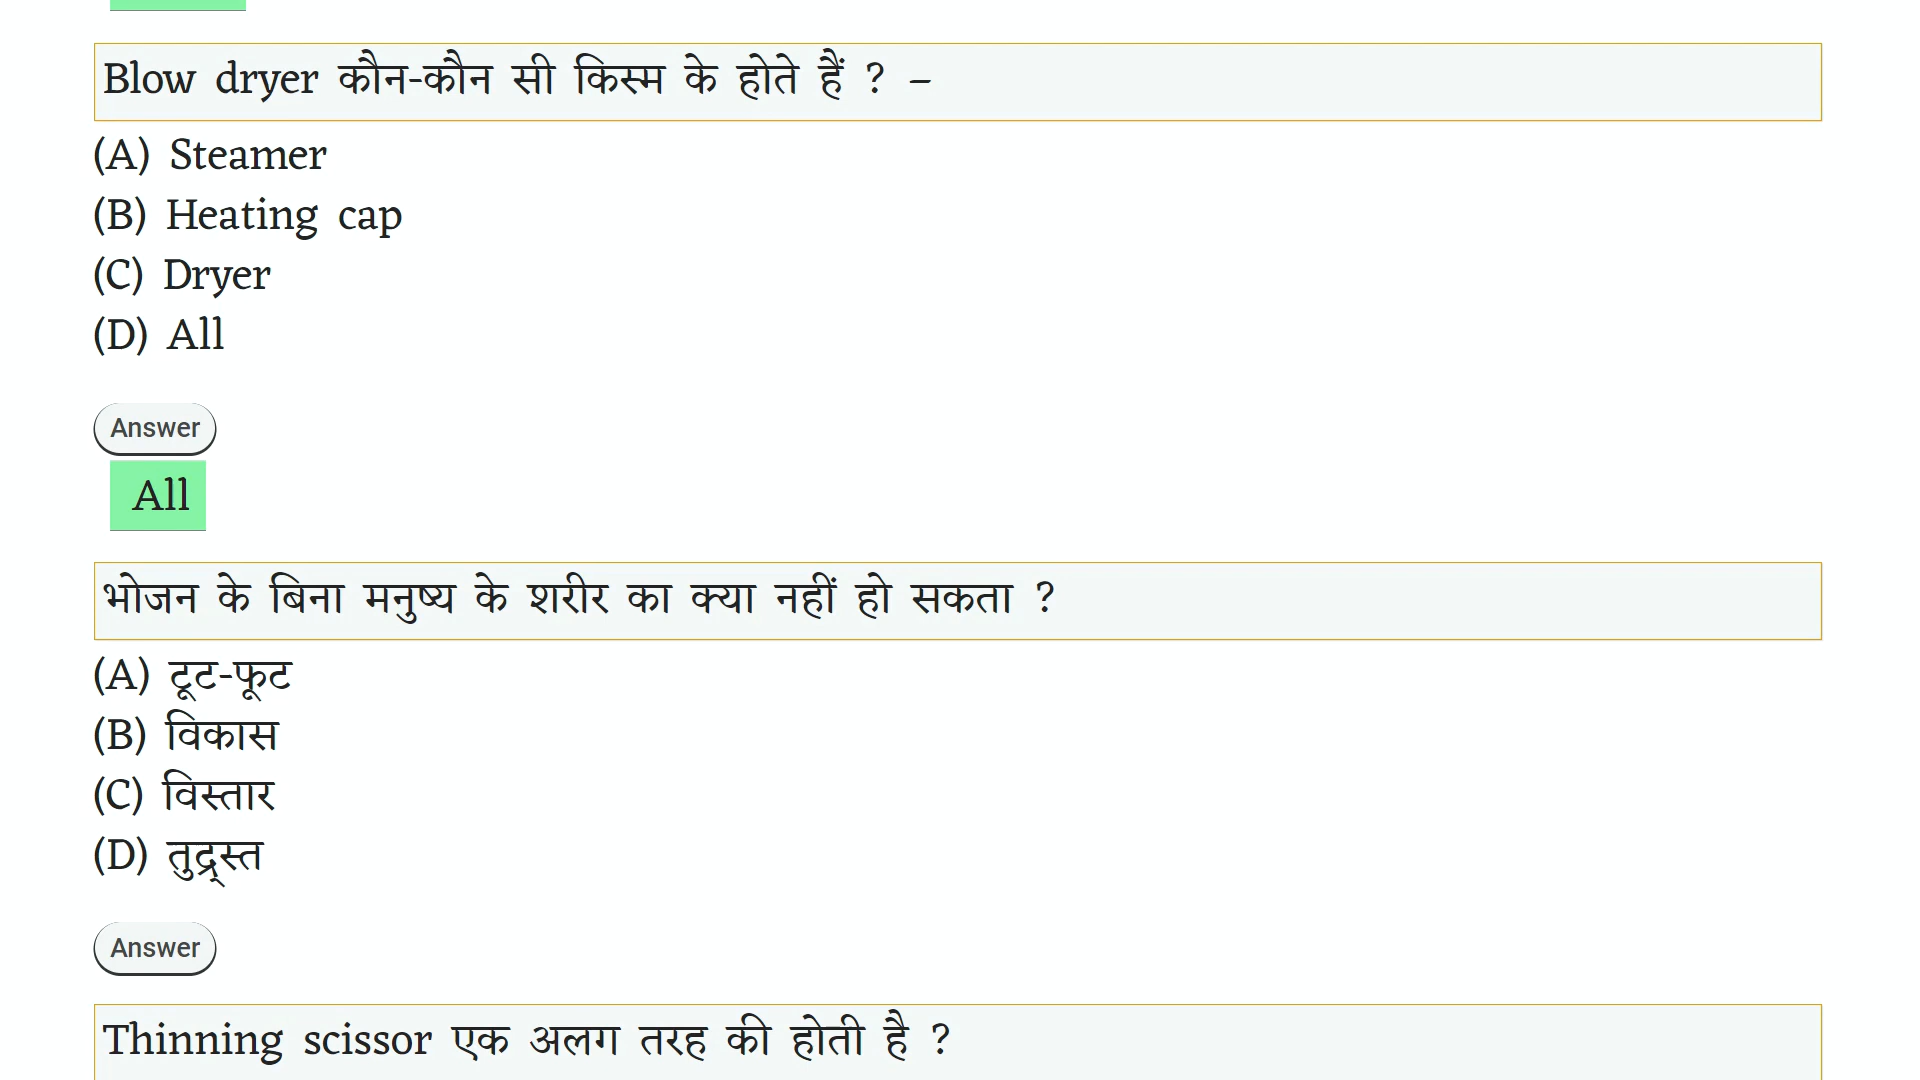 Blow dryer कौन-कौन सी किस्म के होते हैं ? –
(A) Steamer
(B) Heating cap
(C) Dryer
(D) All
Answer
All
भोजन के बिना मनुष्य के शरीर का क्या नहीं हो सकता ?
(A) टूट-फूट
(B) विकास
(C) विस्तार
(D) तुद्र्स्त
Answer
Thinning scissor एक अलग तरह की होती है ?